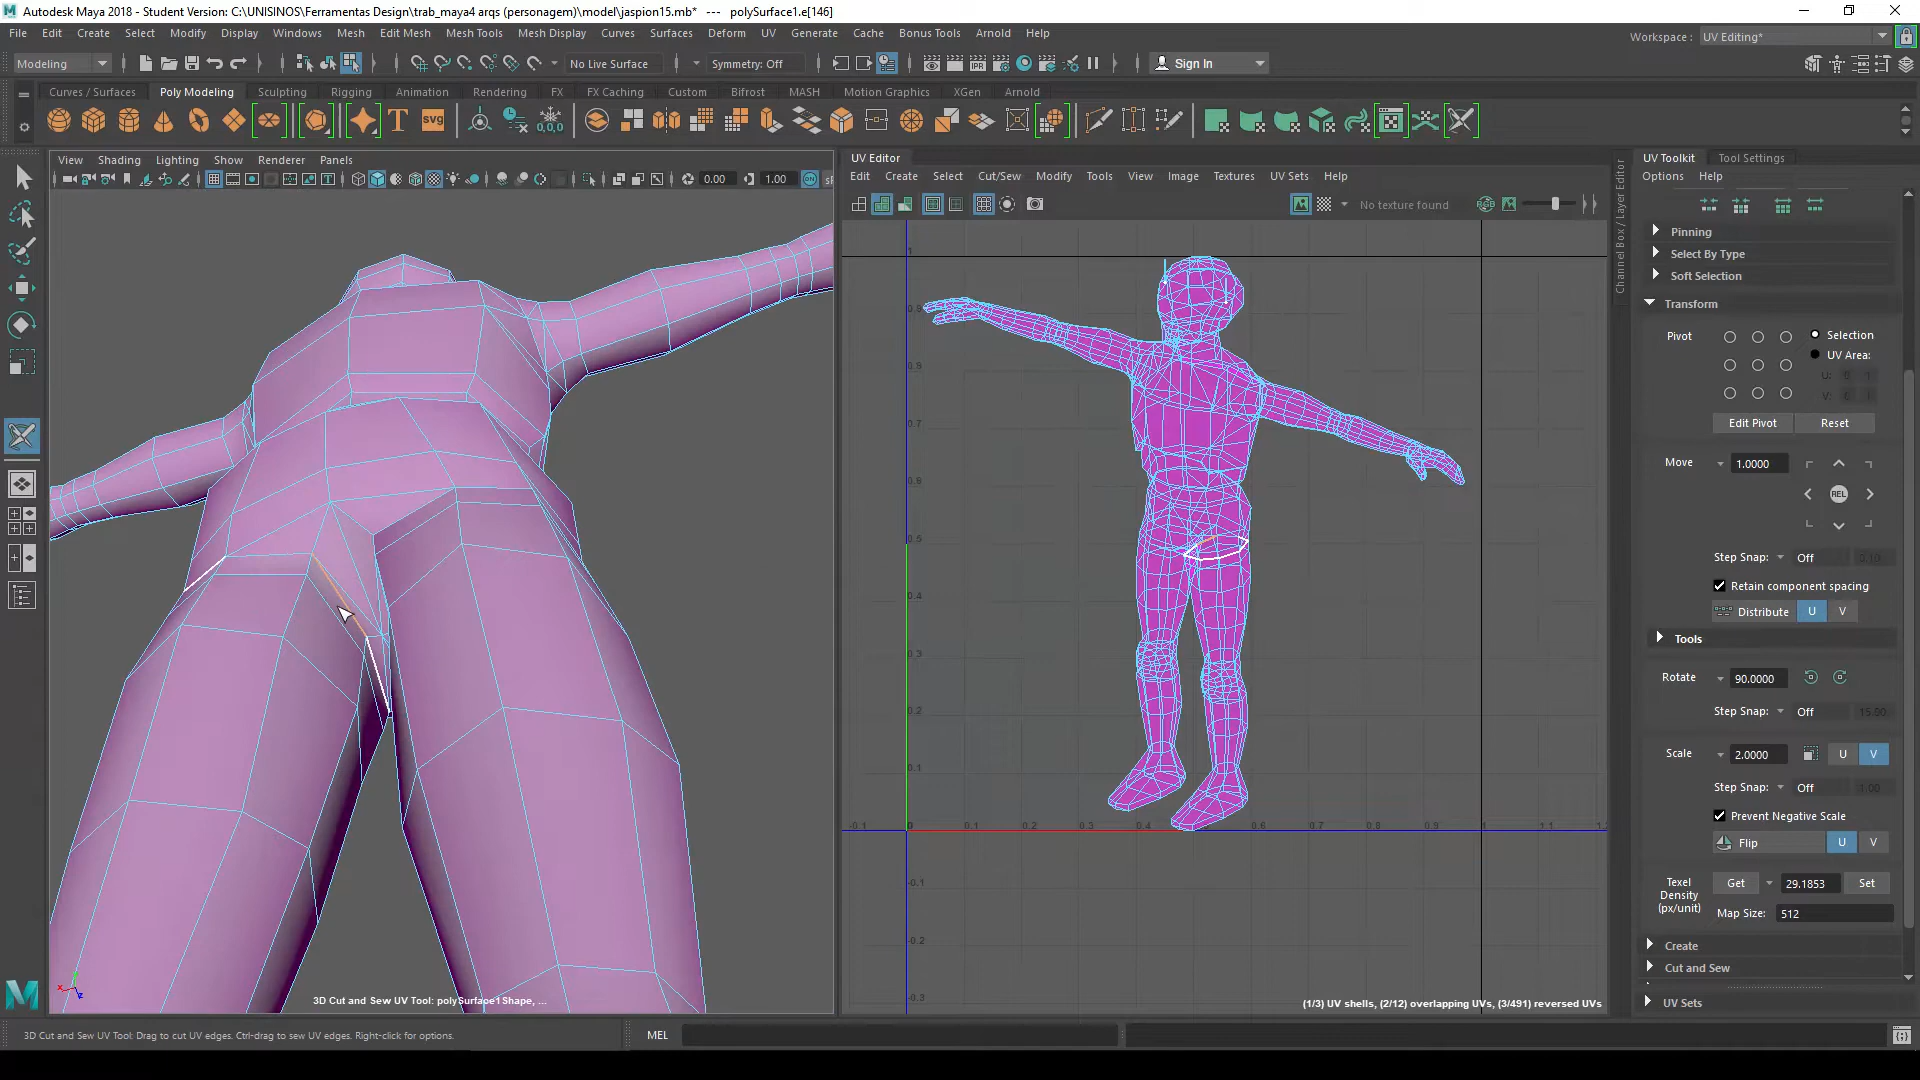 Autodesk Maya 2018 - Student Version: C:\UNISINOS\Ferramentas Design\trab_maya4 arqs (personagem)\model\jaspion15.mb*   ---   polySurface1.e[146]
File Edit Create Select Modify Display Windows Mesh Edit Mesh Mesh Tools Mesh Display Curves Surfaces Deform UV Generate Cache Bonus Tools Arnold Help
Workspace : UV Editing*
Modeling No Live Surface Symmetry: Off Sign In
Curves / Surfaces Poly Modeling Sculpting Rigging Animation Rendering FX FX Caching Custom Bifrost MASH Motion Graphics XGen Arnold
View Shading Lighting Show Renderer Panels
0.00 1.00
UV Editor
Edit Create Select Cut/Sew Modify Tools View Image Textures UV Sets Help
No texture found
Channel Box / Layer Editor
UV Toolkit Tool Settings
Options Help
Pinning
Select By Type
Soft Selection
Transform
Pivot Selection
UV Area:
Edit Pivot Reset
Move 1.0000
REL
Step Snap: Off
Retain component spacing
Distribute U V
Tools
Rotate 90.0000
Step Snap: Off 15.00
Scale 2.0000 U V
Step Snap: Off 1.00
Prevent Negative Scale
Flip U V
Texel Density (px/unit) Get 29.1853 Set
Map Size: 512
Create
Cut and Sew
UV Sets
3D Cut and Sew UV Tool: polySurface1Shape, ...
(1/3) UV shells, (2/12) overlapping UVs, (3/491) reversed UVs
3D Cut and Sew UV Tool: Drag to cut UV edges. Ctrl-drag to sew UV edges. Right-click for options.
MEL